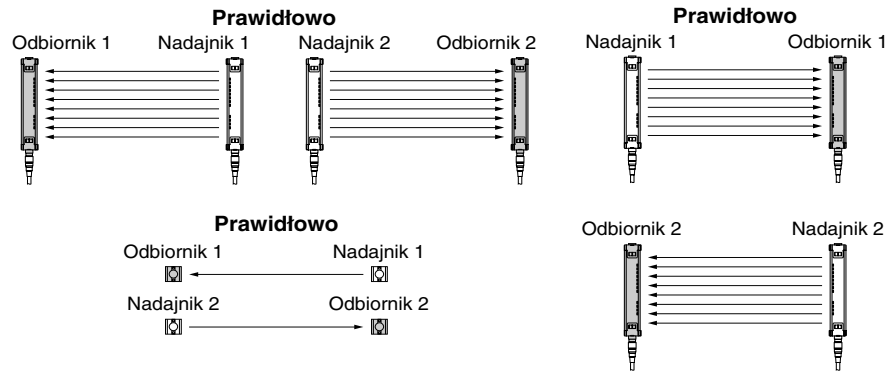 Prawidłowo
Odbiornik 1 Nadajnik 1 Nadajnik 2 Odbiornik 2
Prawidłowo
Nadajnik 1 Odbiornik 1
Prawidłowo
Odbiornik 1 Nadajnik 1
Nadajnik 2 Odbiornik 2
Odbiornik 2 Nadajnik 2